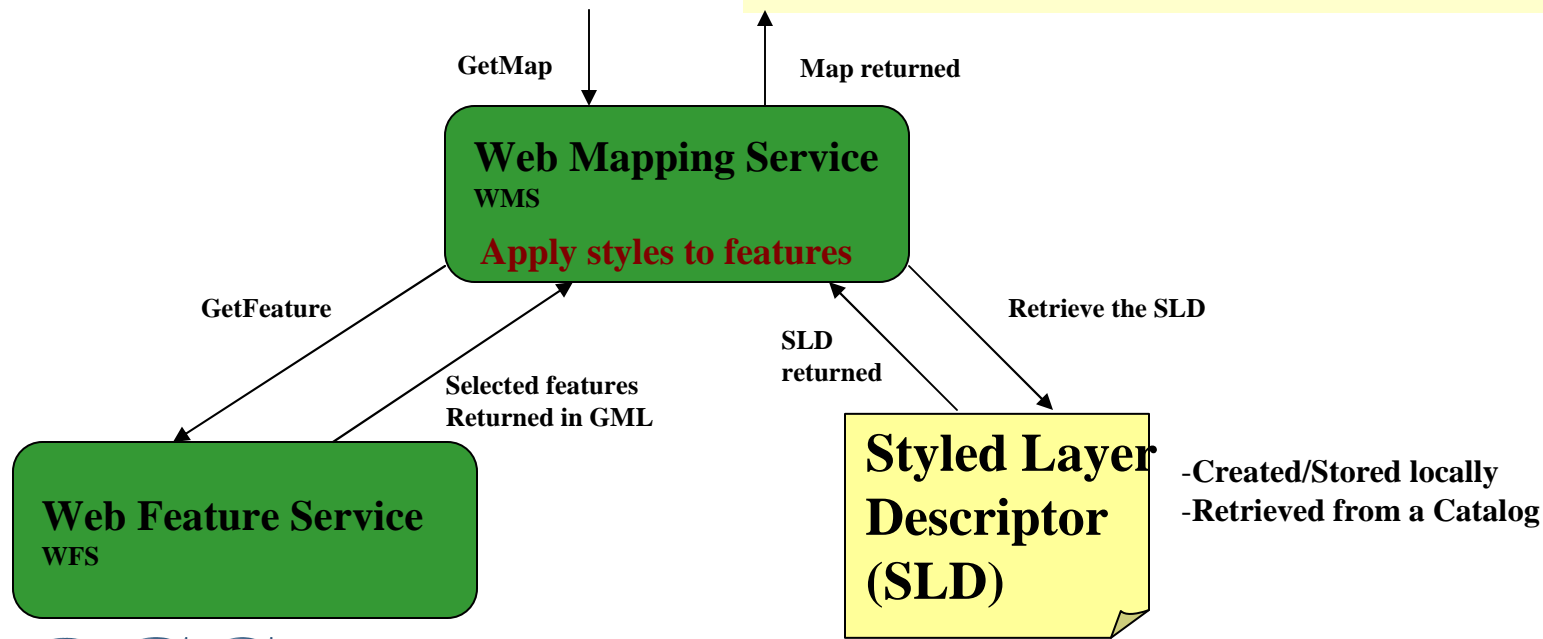 GetMap
Map returned
Web Mapping Service
WMS
Apply styles to features
GetFeature
Retrieve the SLD
SLD
returned
Selected features
Returned in GML
Styled Layer
Descriptor
(SLD)
-Created/Stored locally
-Retrieved from a Catalog
Web Feature Service
WFS